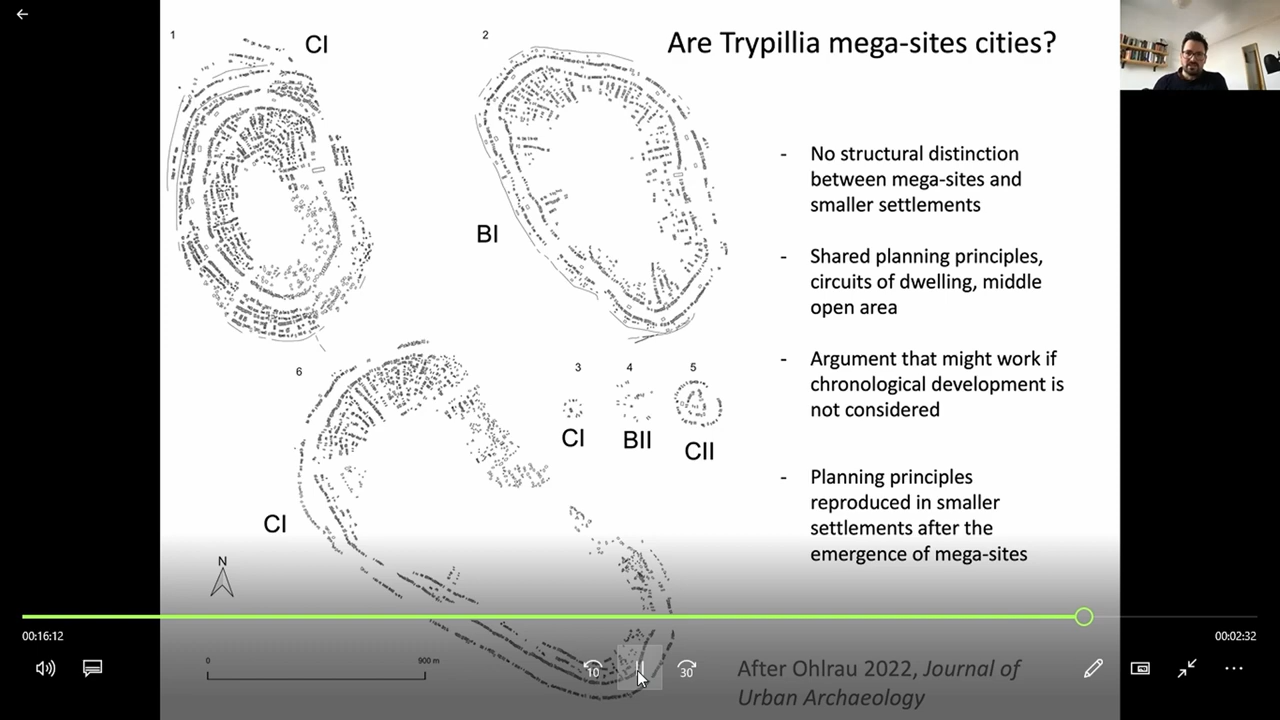 1
CI
2
Are Trypillia mega-sites cities?
- No structural distinction
between mega-sites and
smaller settlements
BI
- Shared planning principles,
circuits of dwelling, middle
open area
- Argument that might work if
chronological development is
not considered
6
3
4
5
CI
BII
CII
- Planning principles
reproduced in smaller
settlements after the
emergence of mega-sites
CI
N
00:16:12
00:02:32
0
900 m
10
30
After Ohlrau 2022, Journal of
Urban Archaeology